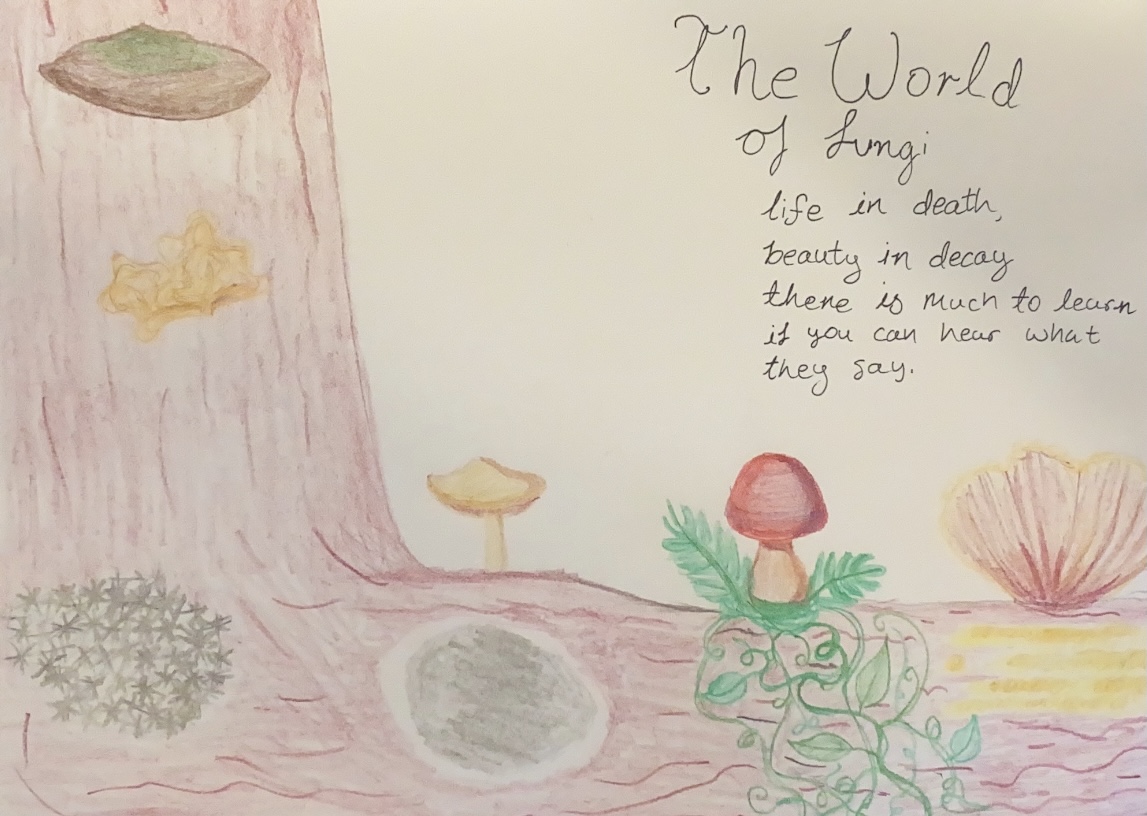 The World
of fungi
life in death,
beauty in decay
there is much to learn
if you can hear what
they say.